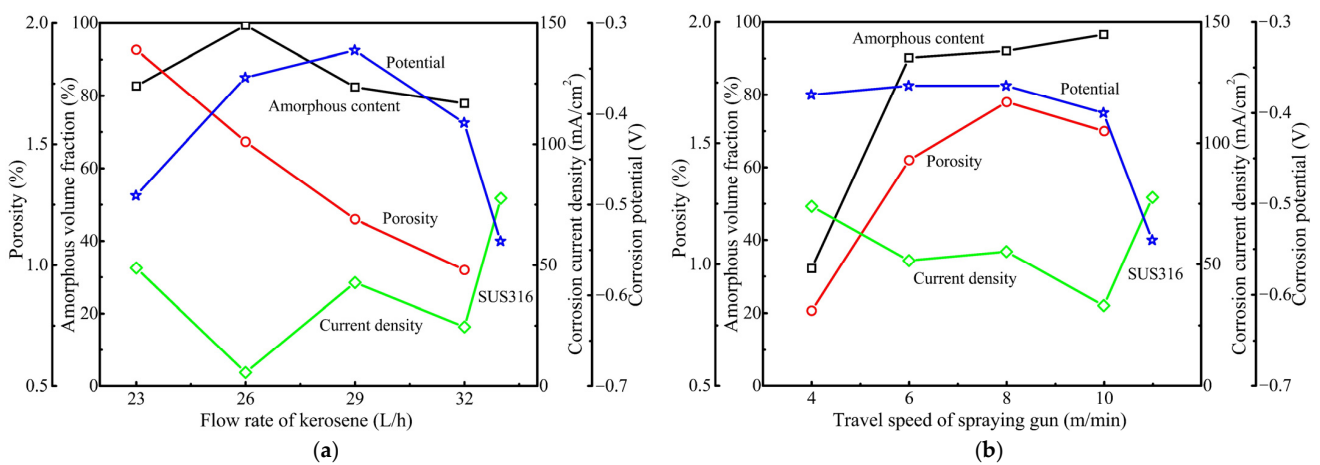 2.0
1.5
1.0
0.5
Porosity (%)
100
80
60
40
20
0
Amorphous volume fraction (%)
Potential
Amorphous content
Porosity
Current density
SUS316
23
26
29
32
Flow rate of kerosene (L/h)
150
100
50
0
Corrosion current density (mA/cm²)
−0.3
−0.4
−0.5
−0.6
−0.7
Corrosion potential (V)
(a)
2.0
1.5
1.0
0.5
Porosity (%)
100
80
60
40
20
0
Amorphous volume fraction (%)
Amorphous content
Potential
Porosity
Current density
SUS316
4
6
8
10
Travel speed of spraying gun (m/min)
150
100
50
0
Corrosion current density (mA/cm²)
−0.3
−0.4
−0.5
−0.6
−0.7
Corrosion potential (V)
(b)